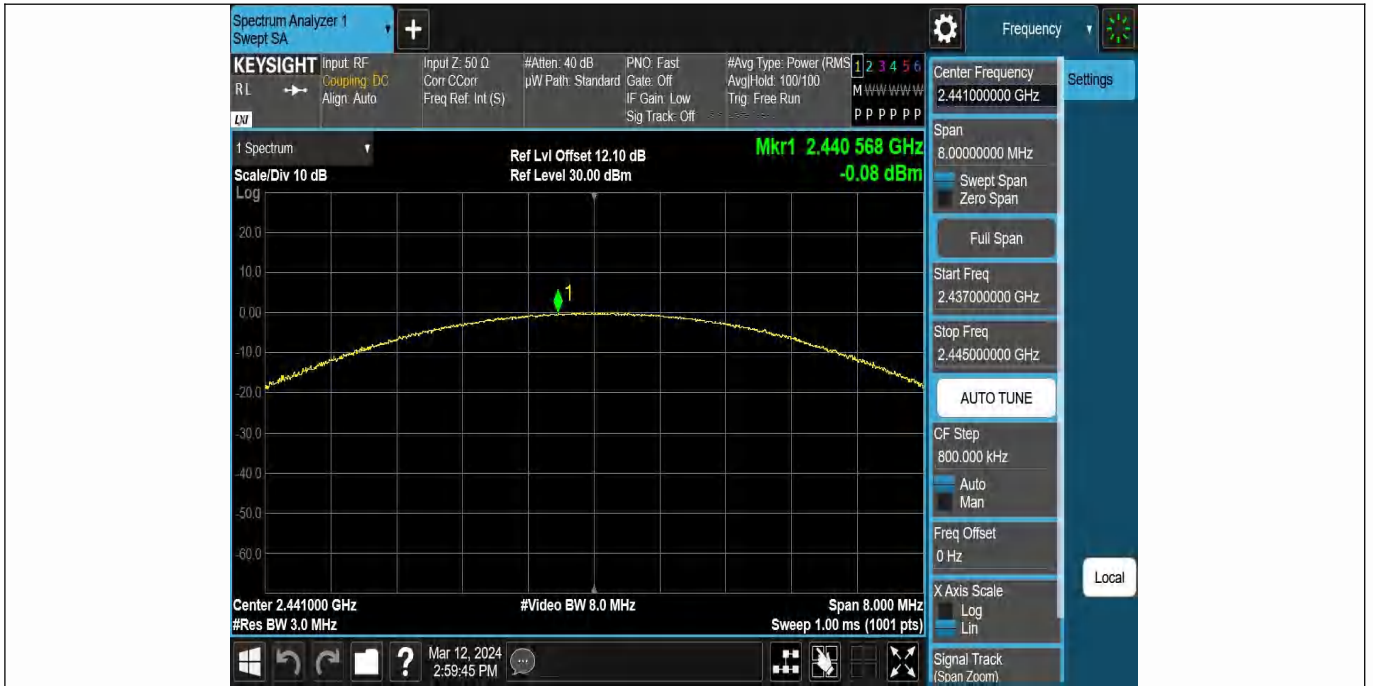 Spectrum Analyzer 1
Swept SA
+
Frequency
KEYSIGHT
RL
LXI
Input: RF
Coupling: DC
Align: Auto
Input Z: 50 Ω
Corr CCorr
Freq Ref: Int (S)
#Atten: 40 dB
µW Path: Standard
PNO: Fast
Gate: Off
IF Gain: Low
Sig Track: Off
#Avg Type: Power (RMS
Avg|Hold: 100/100
Trig: Free Run
1 2 3 4 5 6
M W W W W W
P P P P P P
1 Spectrum
Scale/Div 10 dB
Log
Ref Lvl Offset 12.10 dB
Ref Level 30.00 dBm
Mkr1 2.440 568 GHz
-0.08 dBm
20.0
10.0
0.00
-10.0
-20.0
-30.0
-40.0
-50.0
-60.0
1
Center 2.441000 GHz
#Res BW 3.0 MHz
#Video BW 8.0 MHz
Span 8.000 MHz
Sweep 1.00 ms (1001 pts)
?
Mar 12, 2024
2:59:45 PM
Center Frequency
2.441000000 GHz
Settings
Span
8.00000000 MHz
Swept Span
Zero Span
Full Span
Start Freq
2.437000000 GHz
Stop Freq
2.445000000 GHz
AUTO TUNE
CF Step
800.000 kHz
Auto
Man
Freq Offset
0 Hz
X Axis Scale
Log
Lin
Local
Signal Track
(Span Zoom)